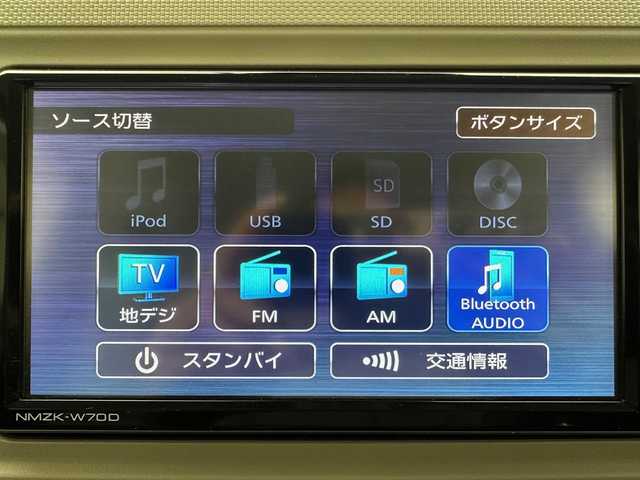 ソース切替
ボタンサイズ
iPod
USB
SD
SD
DISC
TV
地デジ
FM
AM
Bluetooth
AUDIO
スタンバイ
交通情報
NMZK-W70D